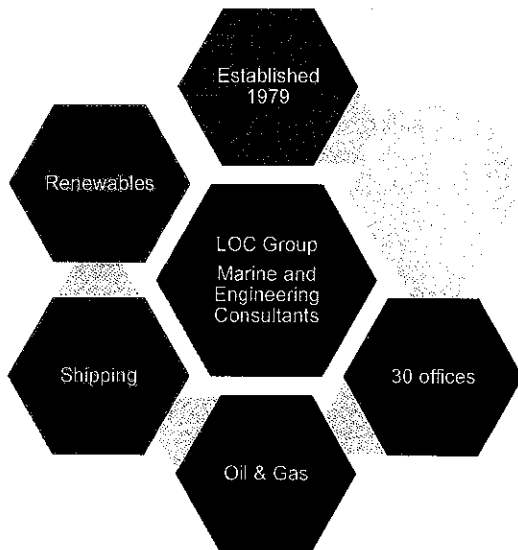 Established
1979
Renewables
LOC Group
Marine and
Engineering
Consultants
Shipping
30 offices
Oil & Gas